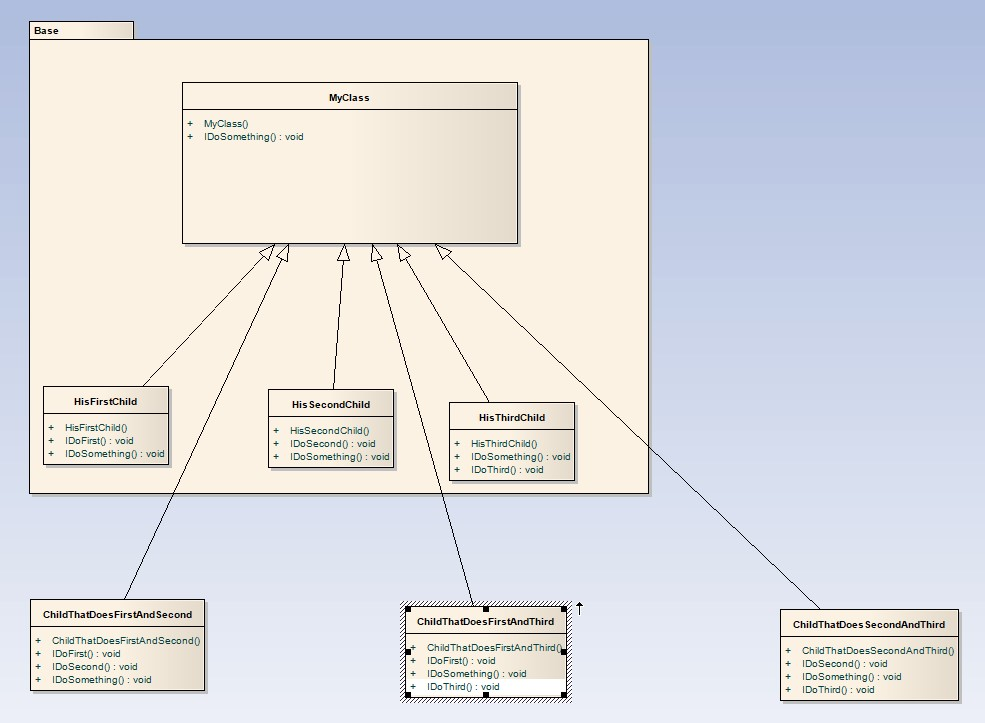 Base
MyClass
+ MyClass()
+ IDoSomething() : void
HisFirstChild
+ HisFirstChild()
+ IDoFirst() : void
+ IDoSomething() : void
HisSecondChild
+ HisSecondChild()
+ IDoSecond() : void
+ IDoSomething() : void
HisThirdChild
+ HisThirdChild()
+ IDoSomething() : void
+ IDoThird() : void
ChildThatDoesFirstAndSecond
+ ChildThatDoesFirstAndSecond()
+ IDoFirst() : void
+ IDoSecond() : void
+ IDoSomething() : void
ChildThatDoesFirstAndThird
+ ChildThatDoesFirstAndThird()
+ IDoFirst() : void
+ IDoSomething() : void
+ IDoThird() : void
ChildThatDoesSecondAndThird
+ ChildThatDoesSecondAndThird()
+ IDoSecond() : void
+ IDoSomething() : void
+ IDoThird() : void